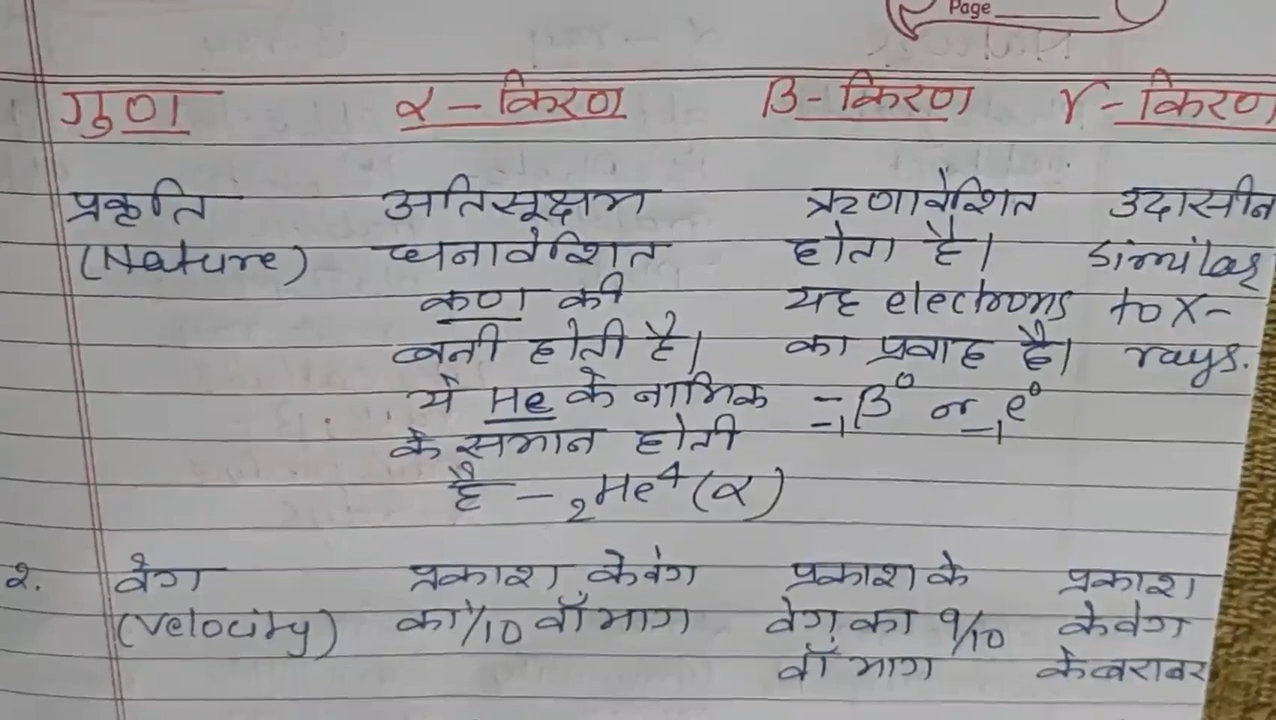 Page
गुण α - किरण β - किरण γ - किरण
प्रकृति अतिसूक्षम ऋणावेशित उदासीन
(Nature) धनावेशित होता है। similar
कण की यह electrons to X-
बनी होती है। का प्रवाह है। rays.
ये He के नाभिक - ₋₁β⁰ or ₋₁e⁰
के समान होती
है - ₂He⁴ (α)
2. वेग प्रकाश के वेग प्रकाश के प्रकाश
(Velocity) का 1/10 वाँ भाग वेग का 9/10 के वेग
वाँ भाग के बराबर